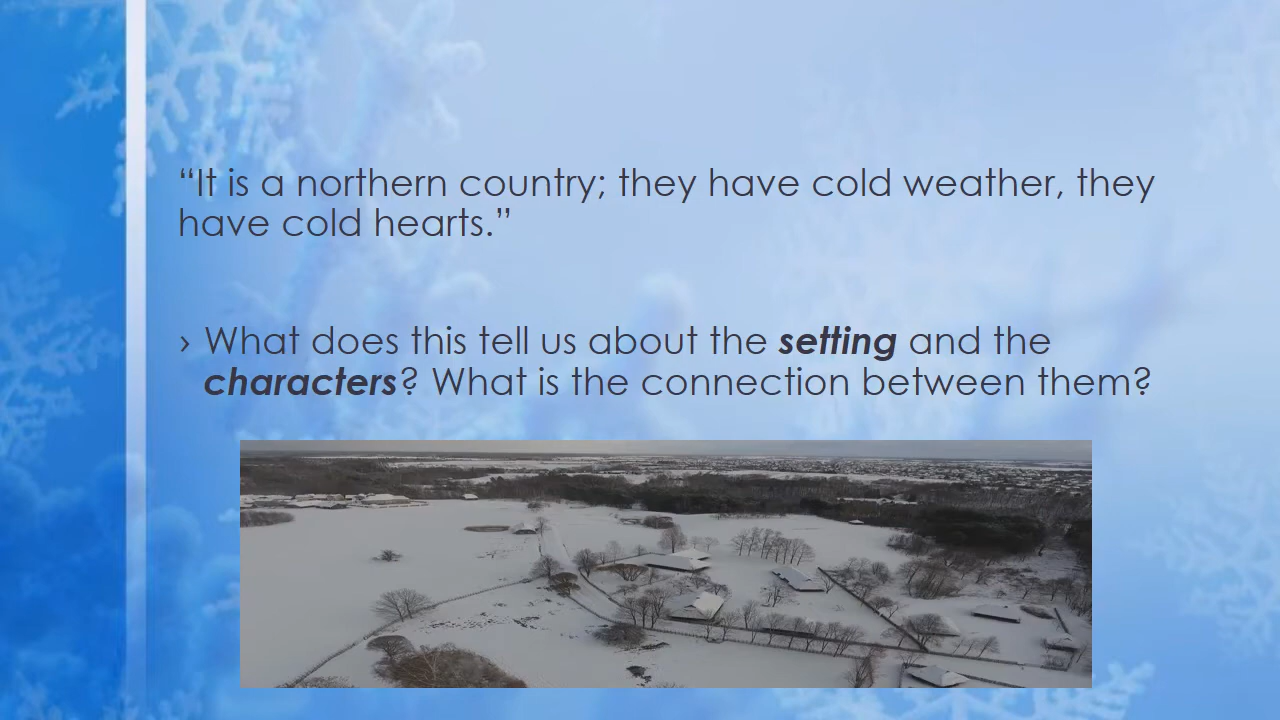 “It is a northern country; they have cold weather, they
have cold hearts.”
› What does this tell us about the setting and the
characters? What is the connection between them?